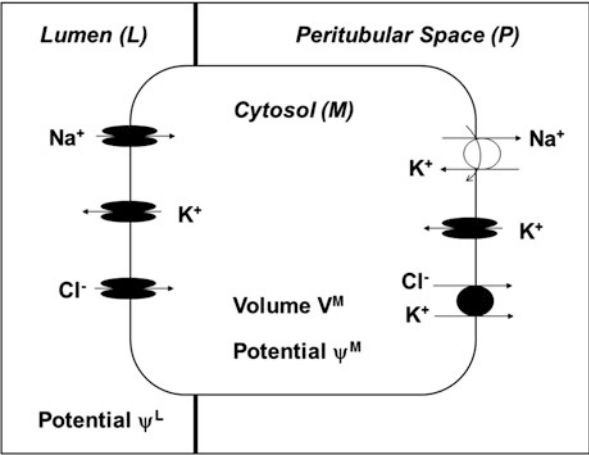 Lumen (L)
Peritubular Space (P)
Cytosol (M)
Na⁺
Na⁺
K⁺
K⁺
K⁺
Cl⁻
Cl⁻
K⁺
Volume Vᴹ
Potential ψᴹ
Potential ψᴸ